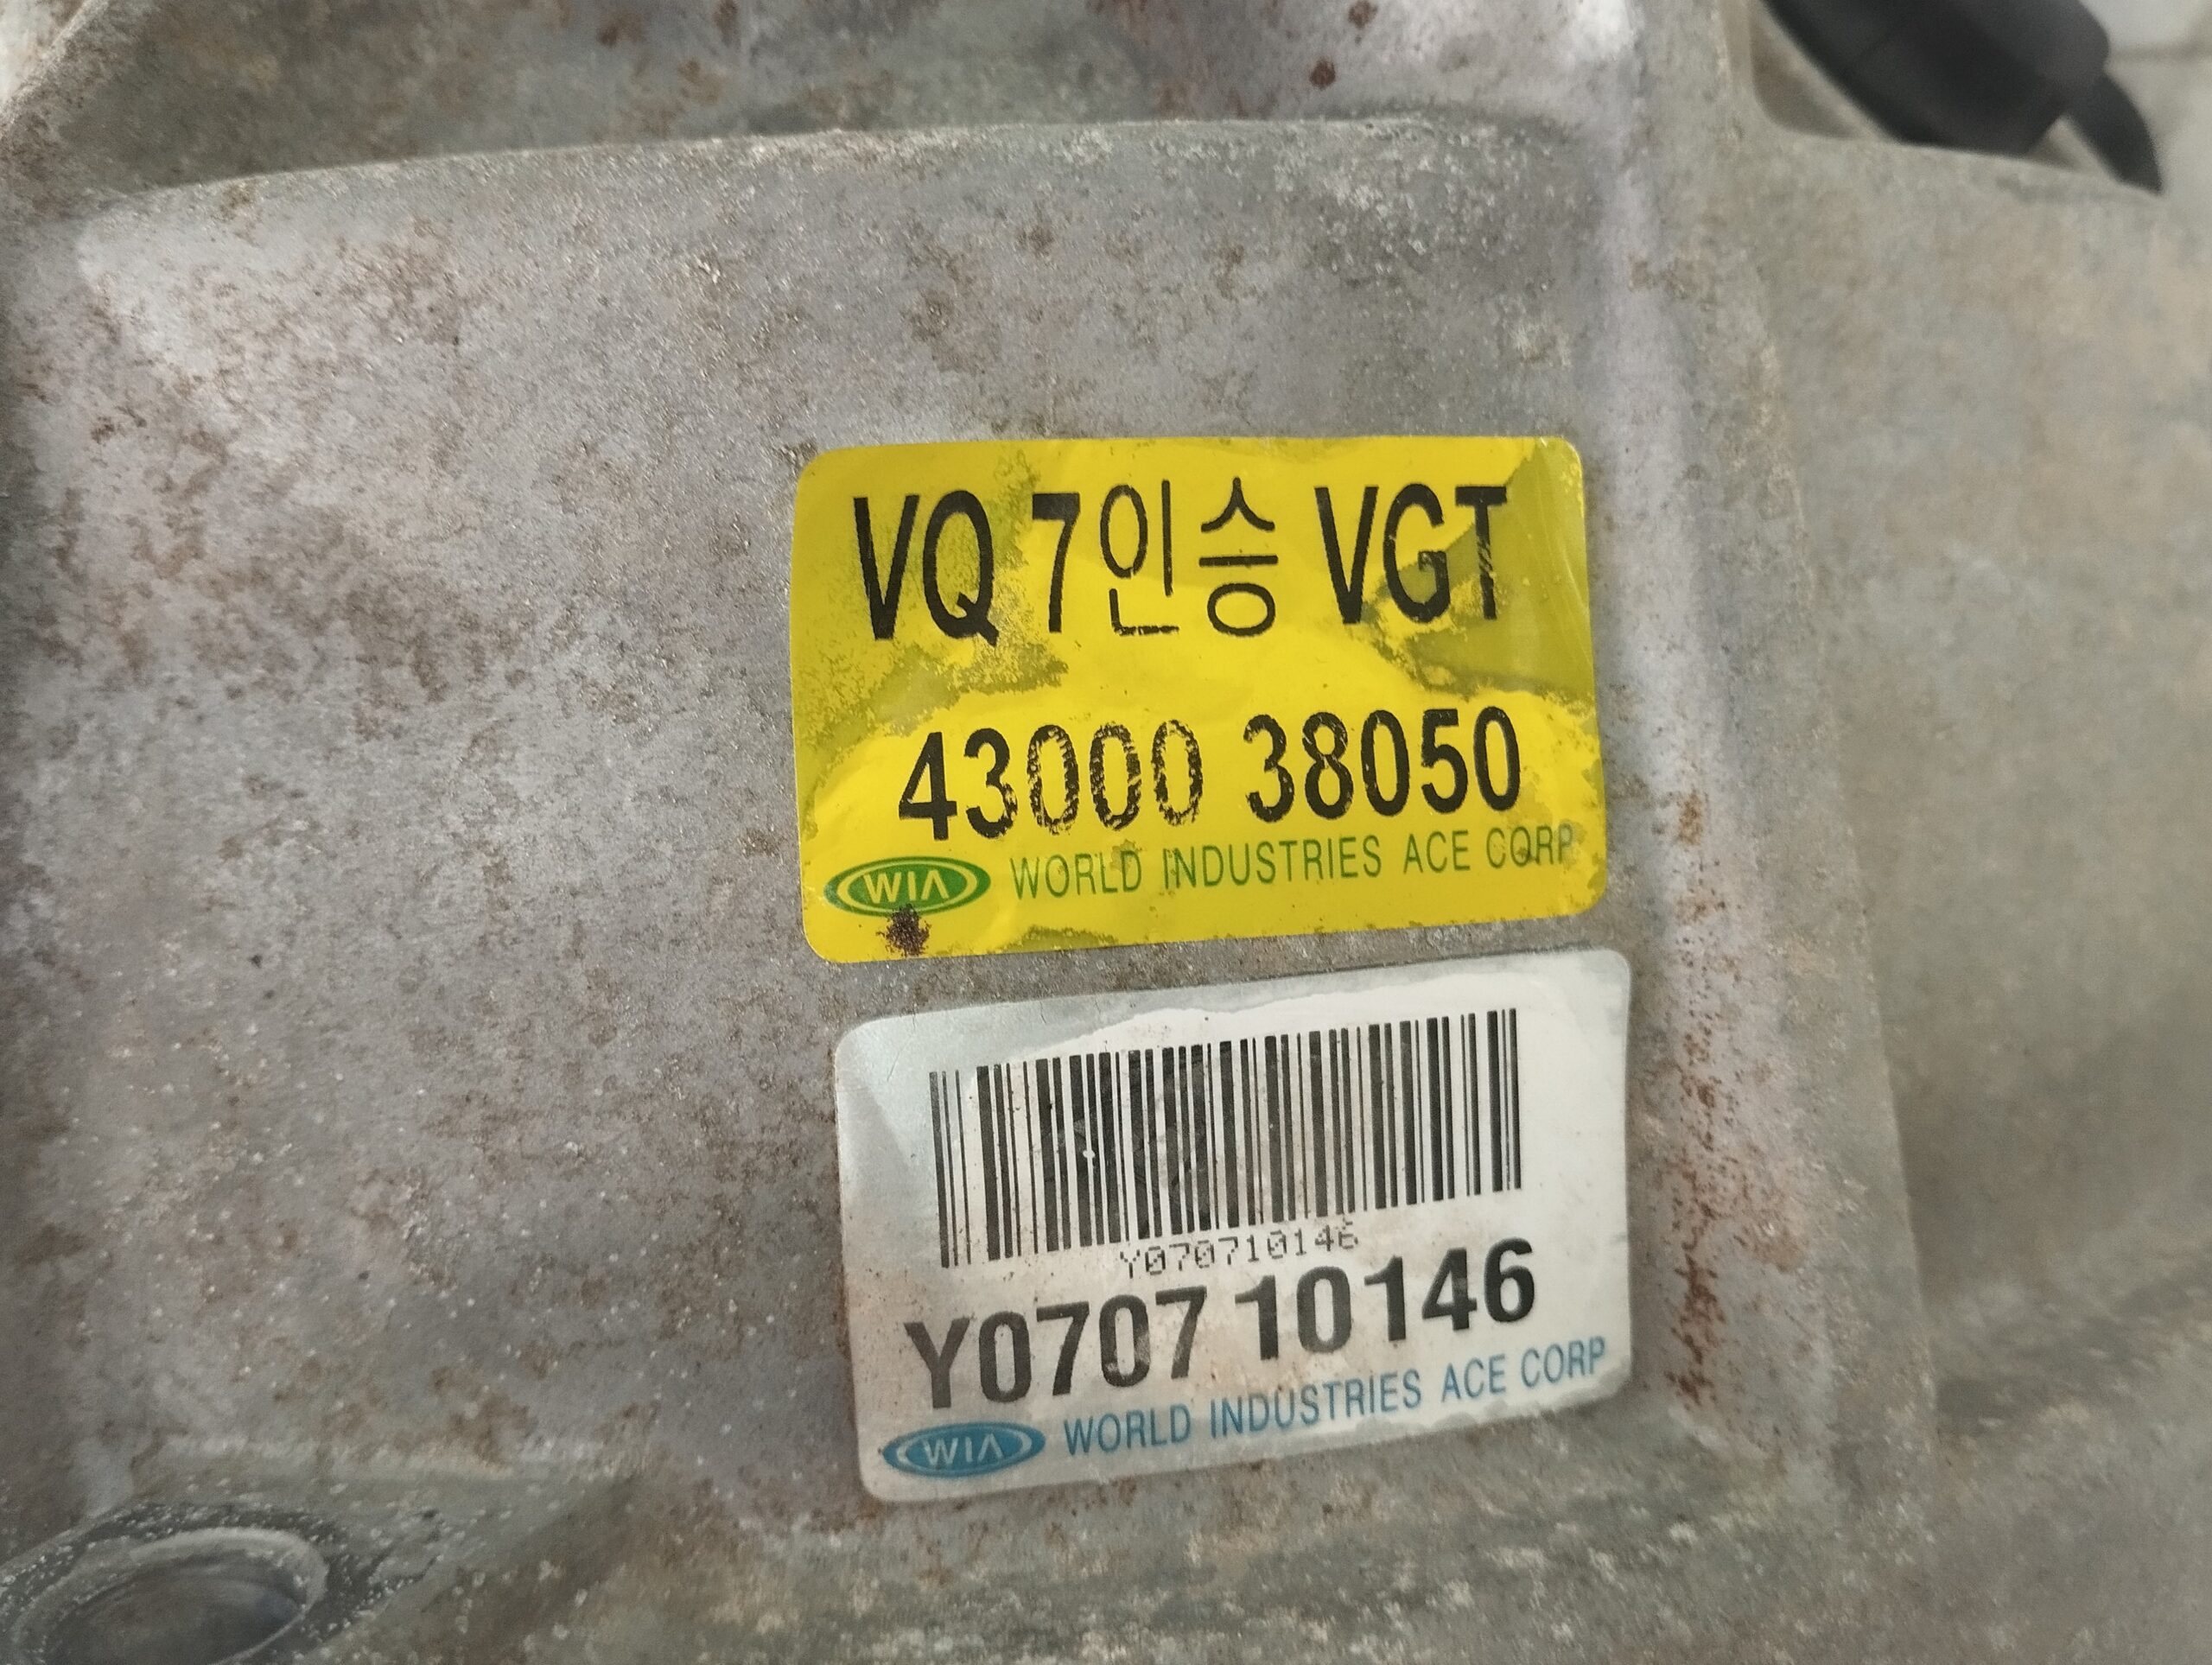 VQ 7인승 VGT
43000 38050
WIA WORLD INDUSTRIES ACE CORP
Y070710146
Y0707 10146
WIA WORLD INDUSTRIES ACE CORP